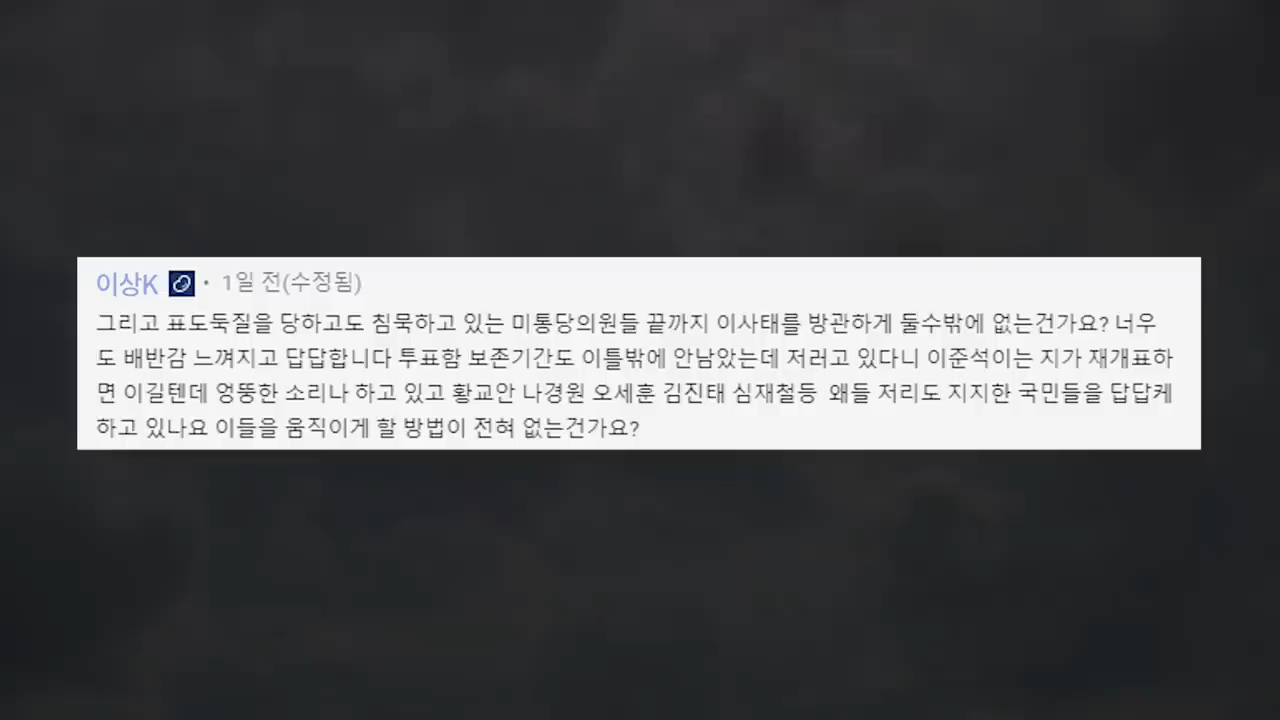 이상K · 1일 전(수정됨)
그리고 표도둑질을 당하고도 침묵하고 있는 미통당의원들 끝까지 이사태를 방관하게 둘수밖에 없는건가요? 너우
도 배반감 느껴지고 답답합니다 투표함 보존기간도 이틀밖에 안남았는데 저러고 있다니 이준석이는 지가 재개표하
면 이길텐데 엉뚱한 소리나 하고 있고 황교안 나경원 오세훈 김진태 심재철등 왜들 저리도 지지한 국민들을 답답케
하고 있나요 이들을 움직이게 할 방법이 전혀 없는건가요?